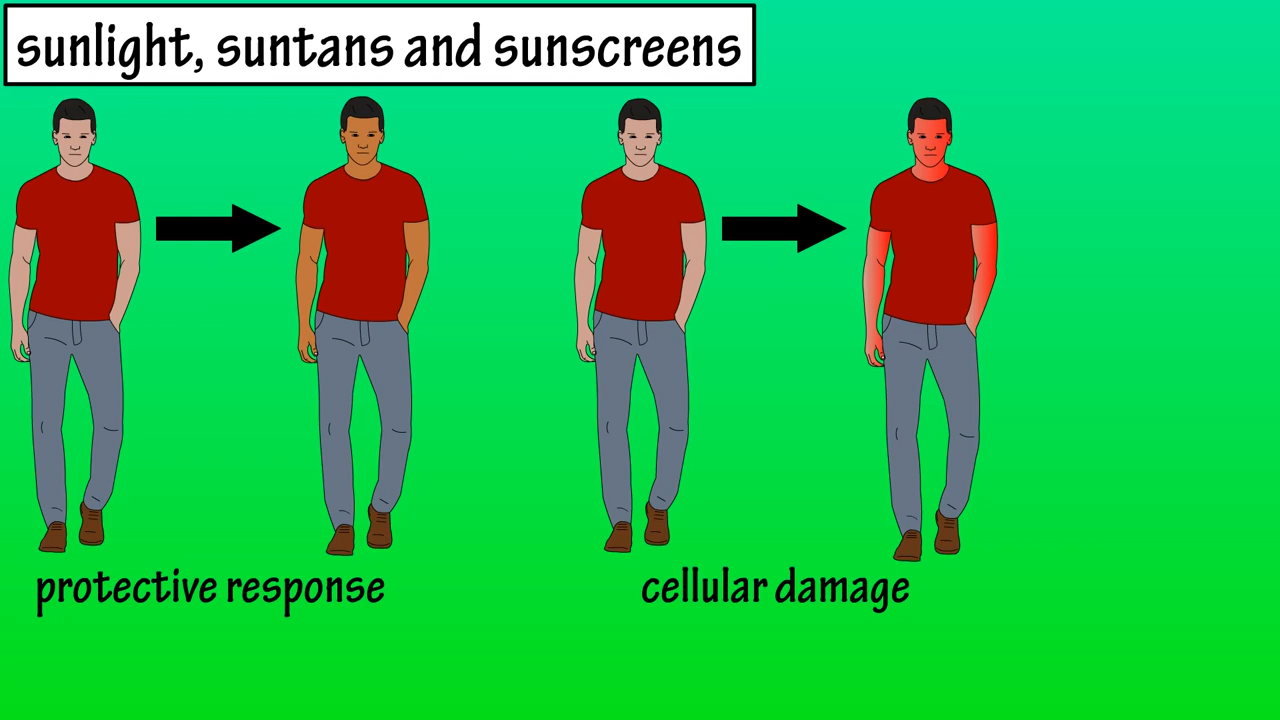 sunlight, suntans and sunscreens
protective response
cellular damage